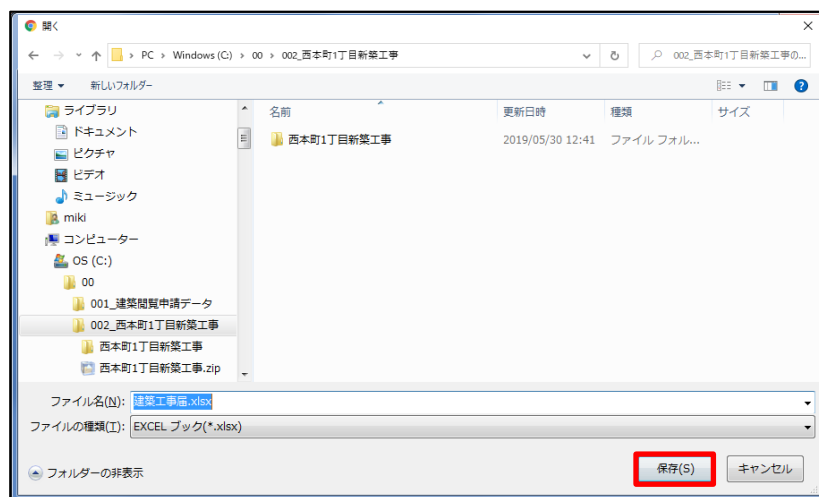 開く
PC › Windows (C:) › 00 › 002_西本町1丁目新築工事
002_西本町1丁目新築工事の...
整理 新しいフォルダー
名前 更新日時 種類 サイズ
ライブラリ
ドキュメント
西本町1丁目新築工事 2019/05/30 12:41 ファイル フォル...
ピクチャ
ビデオ
ミュージック
miki
コンピューター
OS (C:)
00
001_建築閲覧申請データ
002_西本町1丁目新築工事
西本町1丁目新築工事
西本町1丁目新築工事.zip
ファイル名(N): 建築工事届.xlsx
ファイルの種類(T): EXCEL ブック(*.xlsx)
フォルダーの非表示 保存(S) キャンセル